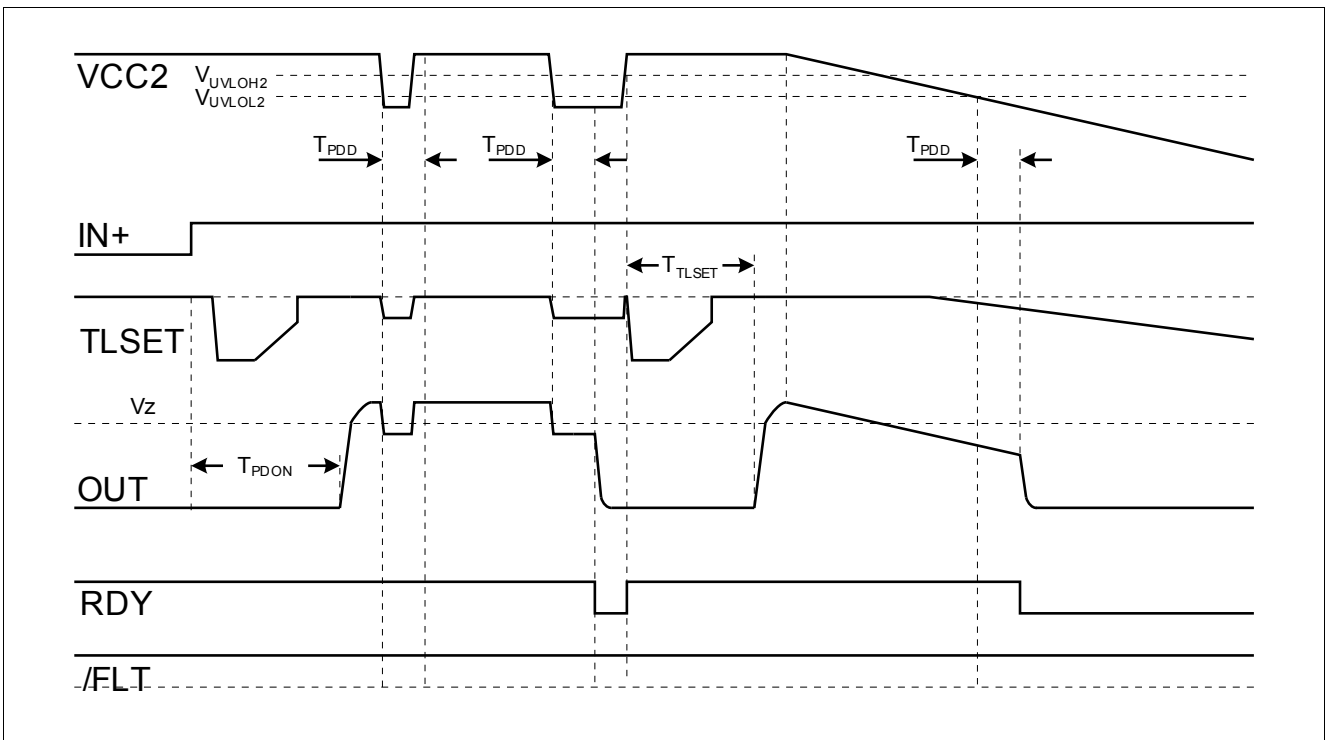 VCC2
VUVLOH2
VUVLOL2
TPDD TPDD TPDD
IN+
TTLSET
TLSET
Vz
TPDON
OUT
RDY
/FLT